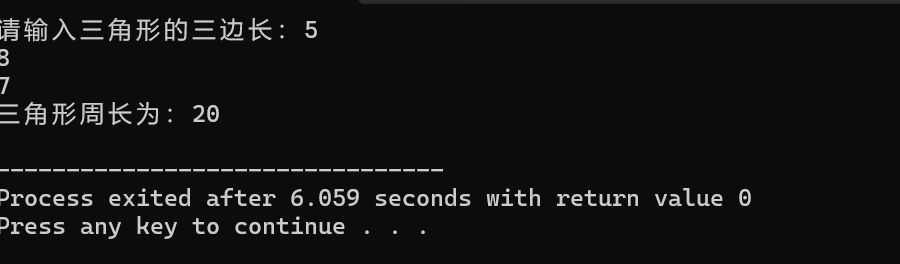 请输入三角形的三边长：5
8
7
三角形周长为：20
--------------------------------
Process exited after 6.059 seconds with return value 0
Press any key to continue . . .